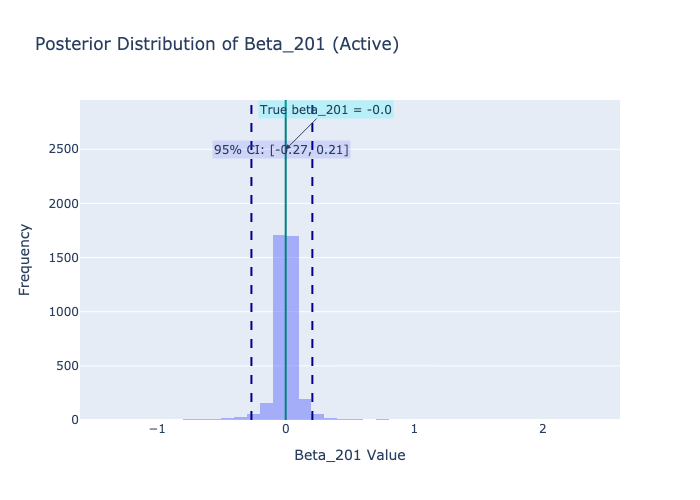 Posterior Distribution of Beta_201 (Active)
True beta_201 = -0.0
95% CI: [-0.27, 0.21]
2500
2000
1500
1000
500
0
Frequency
−1
0
1
2
Beta_201 Value